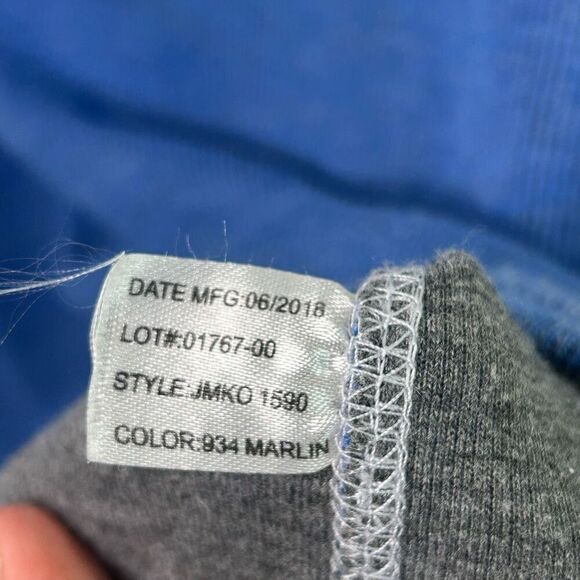 DATE MFG:06/2018
LOT#:01767-00
STYLE:JMKO 1590
COLOR:934 MARLIN